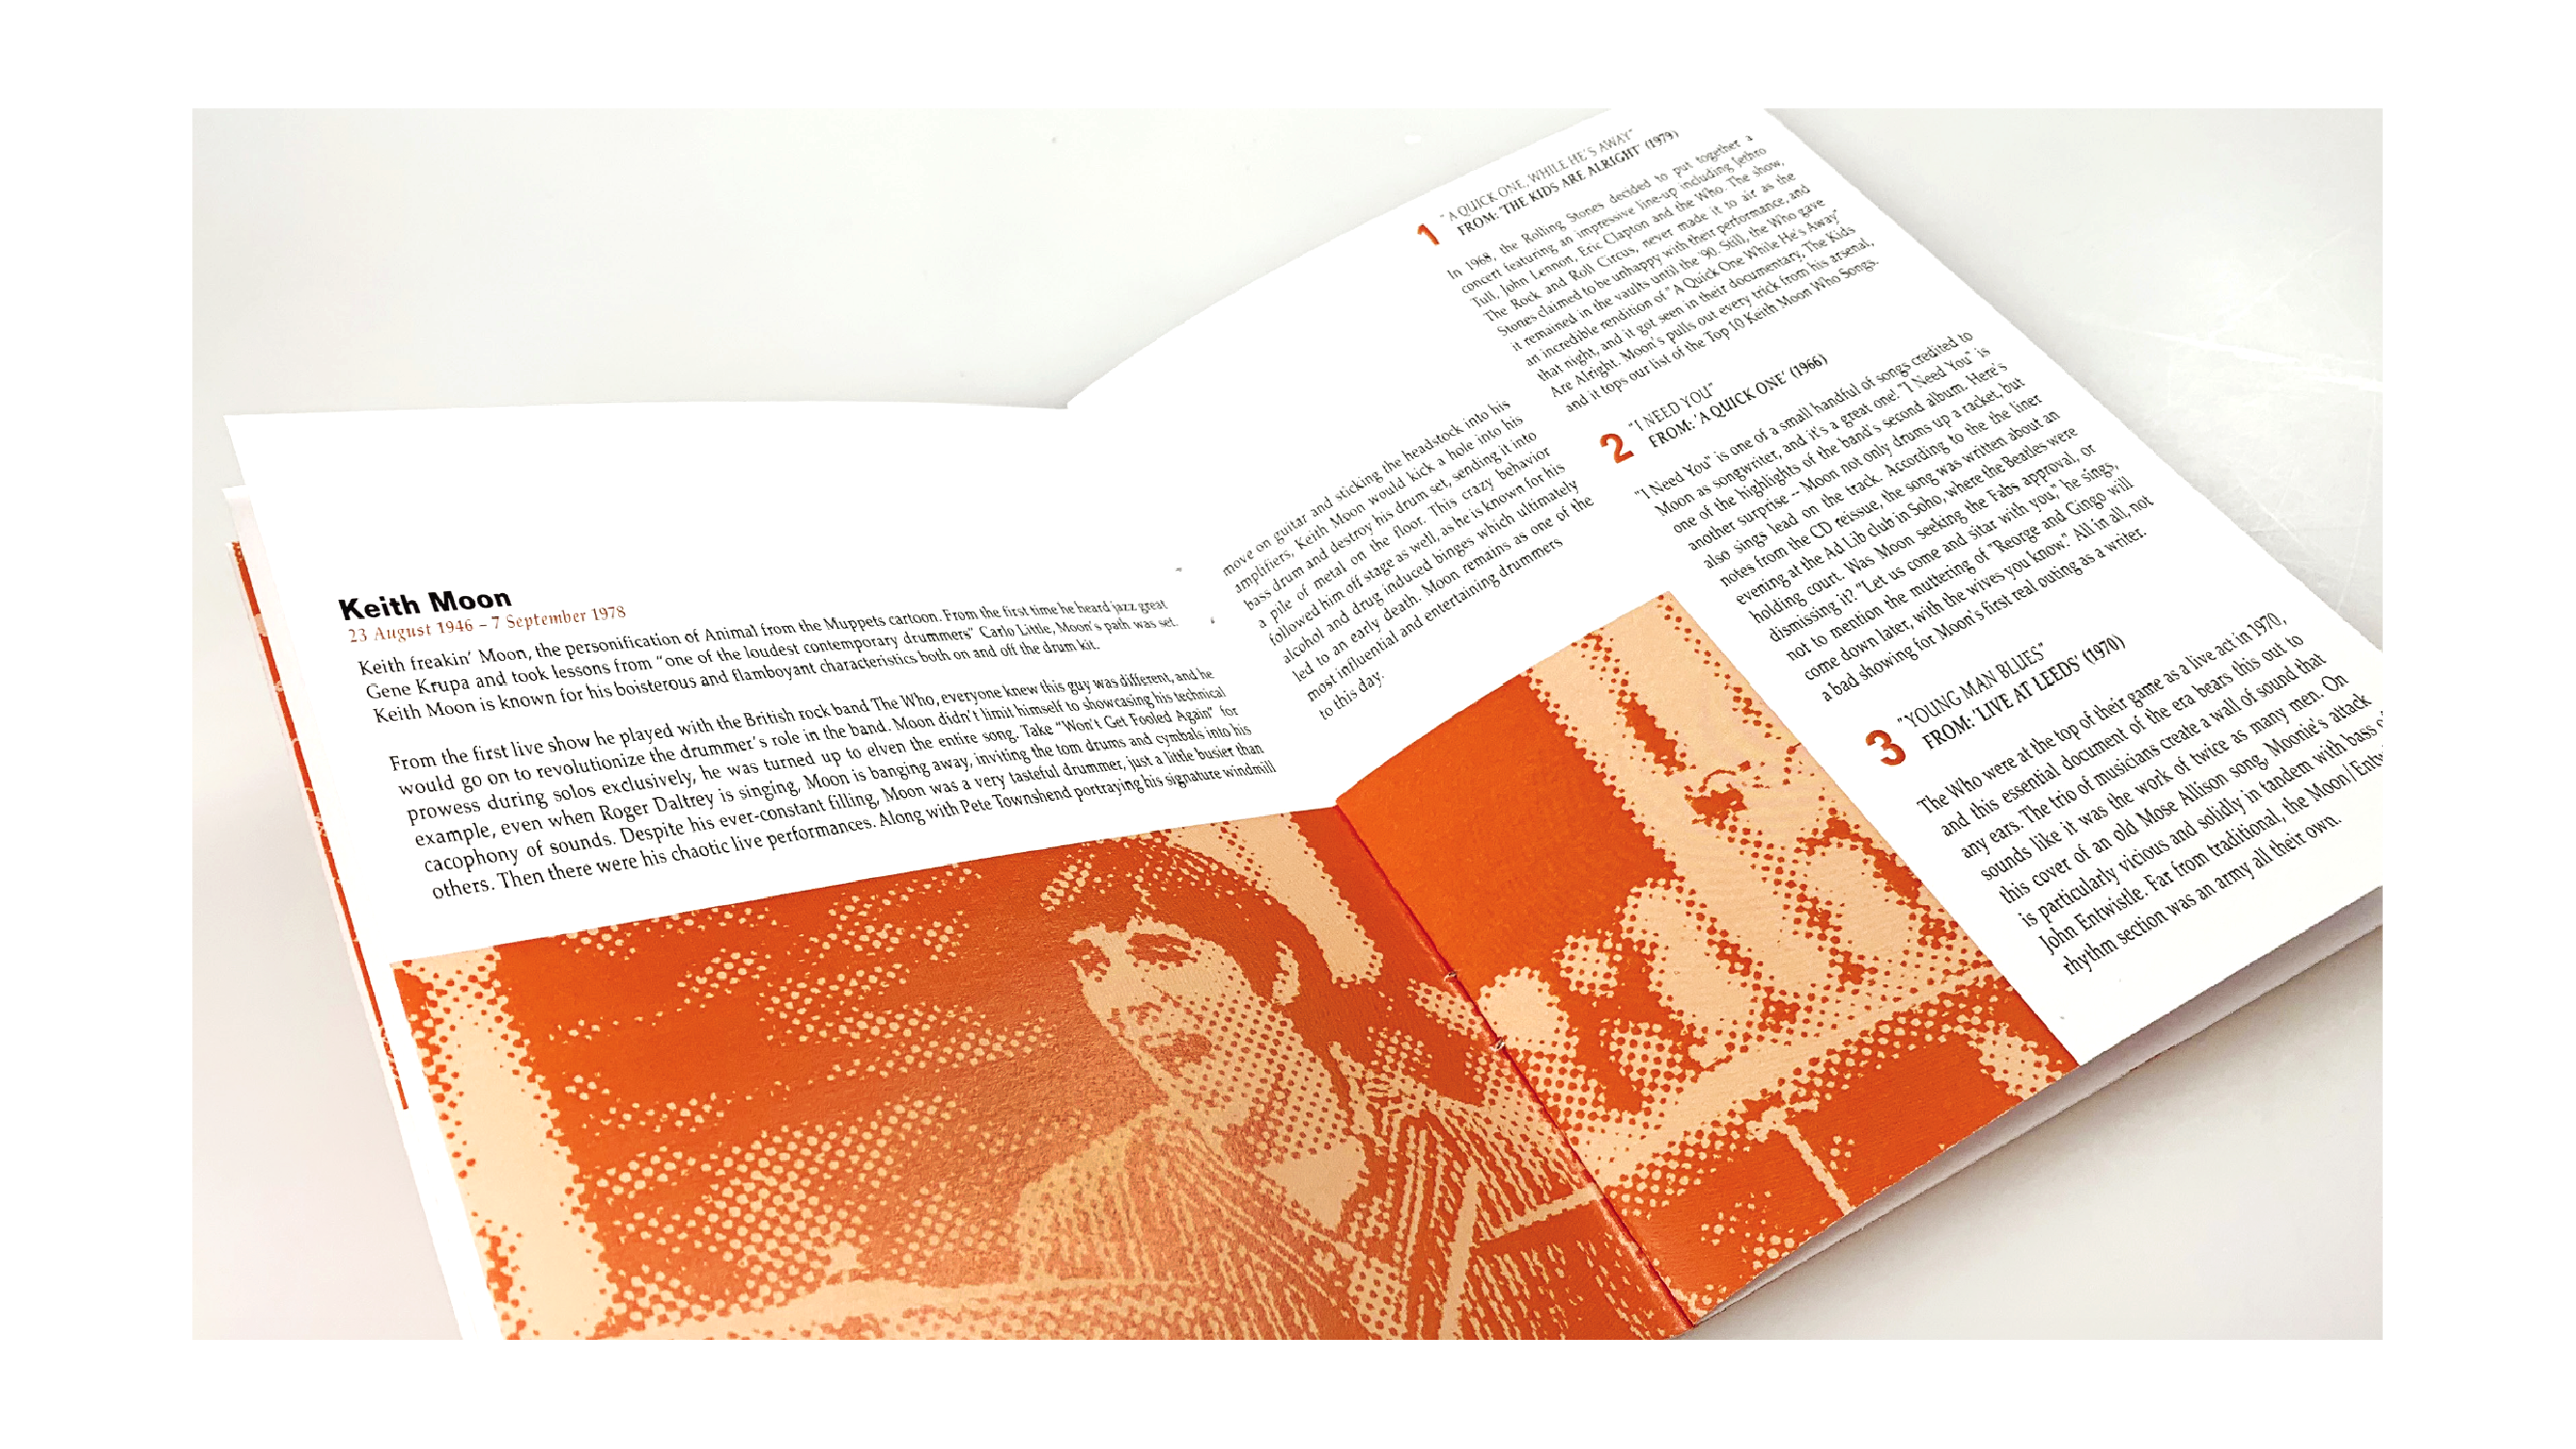 Keith Moon
23 August 1946 – 7 September 1978
Keith freakin' Moon, the personification of Animal from the Muppets cartoon. From the first time he heard jazz great
Gene Krupa and took lessons from "one of the loudest contemporary drummers" Carlo Little, Moon's path was set.
Keith Moon is known for his boisterous and flamboyant characteristics both on and off the drum kit.
From the first live show he played with the British rock band The Who, everyone knew this guy was different, and he
would go on to revolutionize the drummer's role in the band. Moon didn't limit himself to showcasing his technical
prowess during solos exclusively, he was turned up to elven the entire song. Take "Won't Get Fooled Again" for
example, even when Roger Daltrey is singing, Moon is banging away, inviting the tom drums and cymbals into his
cacophony of sounds. Despite his ever-constant filling, Moon was a very tasteful drummer, just a little busier than
others. Then there were his chaotic live performances. Along with Pete Townshend portraying his signature windmill
move on guitar and sticking the headstock into his
amplifiers, Keith Moon would kick a hole into his
bass drum and destroy his drum set, sending it into
a pile of metal on the floor. This crazy behavior
followed him off stage as well, as he is known for his
alcohol and drug induced binges which ultimately
led to an early death. Moon remains as one of the
most influential and entertaining drummers
to this day.
1 "A QUICK ONE, WHILE HE'S AWAY"
FROM: 'THE KIDS ARE ALRIGHT' (1979)
In 1968, the Rolling Stones decided to put together a
concert featuring an impressive line-up including Jethro
Tull, John Lennon, Eric Clapton and the Who. The show,
The Rock and Roll Circus, never made it to air as the
Stones claimed to be unhappy with their performance, and
it remained in the vaults until the '90. Still, the Who gave
an incredible rendition of "A Quick One While He's Away"
that night, and it got seen in their documentary, The Kids
Are Alright. Moon's pulls out every trick from his arsenal,
and it tops our list of the Top 10 Keith Moon Who Songs.
2 "I NEED YOU"
FROM: 'A QUICK ONE' (1966)
"I Need You" is one of a small handful of songs credited to
Moon as songwriter, and it's a great one! "I Need You" is
one of the highlights of the band's second album. Here's
another surprise -- Moon not only drums up a racket, but
also sings lead on the track. According to the the liner
notes from the CD reissue, the song was written about an
evening at the Ad Lib club in Soho, where the Beatles were
holding court. Was Moon seeking the Fabs approval, or
dismissing it? "Let us come and sitar with you," he sings,
not to mention the muttering of "Reorge and Gingo will
come down later, with the wives you know." All in all, not
a bad showing for Moon's first real outing as a writer.
3 "YOUNG MAN BLUES"
FROM: 'LIVE AT LEEDS' (1970)
The Who were at the top of their game as a live act in 1970,
and this essential document of the era bears this out to
any ears. The trio of musicians create a wall of sound that
sounds like it was the work of twice as many men. On
this cover of an old Mose Allison song, Moonie's attack
is particularly vicious and solidly in tandem with bass
John Entwistle. Far from traditional, the Moon/
rhythm section was an army all their own.